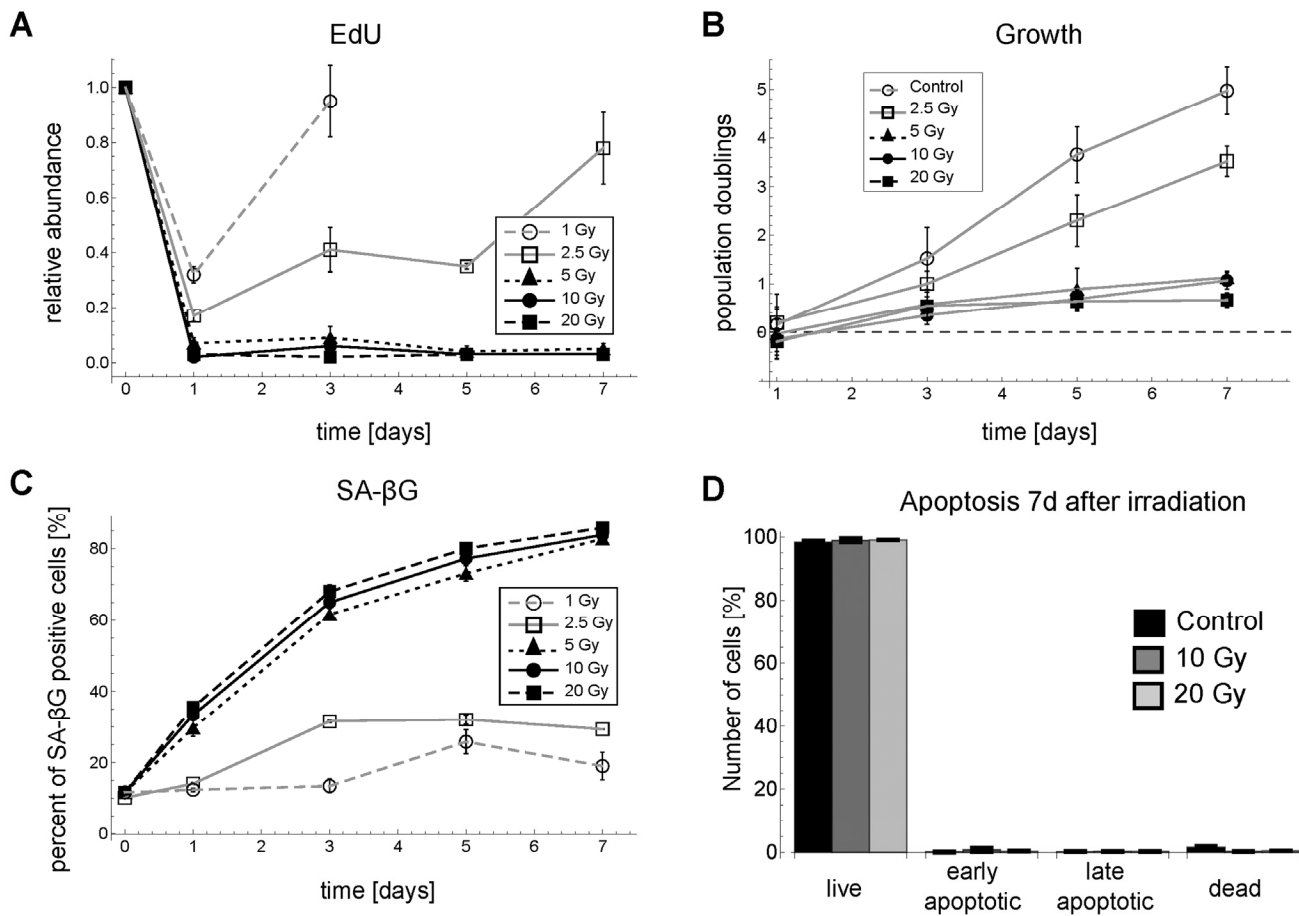 A
EdU
relative abundance
1.0
0.8
0.6
0.4
0.2
0.0
0
1
2
3
4
5
6
7
time [days]
1 Gy
2.5 Gy
5 Gy
10 Gy
20 Gy
B
Growth
population doublings
5
4
3
2
1
0
1
2
3
4
5
6
7
time [days]
Control
2.5 Gy
5 Gy
10 Gy
20 Gy
C
SA-βG
percent of SA-βG positive cells [%]
80
60
40
20
0
0
1
2
3
4
5
6
7
time [days]
1 Gy
2.5 Gy
5 Gy
10 Gy
20 Gy
D
Apoptosis 7d after irradiation
Number of cells [%]
100
80
60
40
20
0
live
early
apoptotic
late
apoptotic
dead
Control
10 Gy
20 Gy